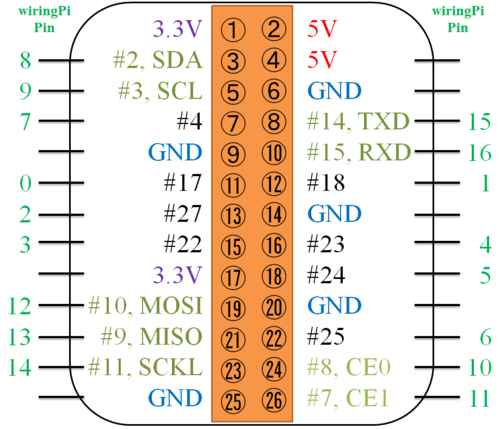 wiringPi Pin wiringPi Pin
3.3V ① ② 5V
8 #2, SDA ③ ④ 5V
9 #3, SCL ⑤ ⑥ GND
7 #4 ⑦ ⑧ #14, TXD 15
GND ⑨ ⑩ #15, RXD 16
0 #17 ⑪ ⑫ #18 1
2 #27 ⑬ ⑭ GND
3 #22 ⑮ ⑯ #23 4
3.3V ⑰ ⑱ #24 5
12 #10, MOSI ⑲ ⑳ GND
13 #9, MISO ㉑ ㉒ #25 6
14 #11, SCKL ㉓ ㉔ #8, CE0 10
GND ㉕ ㉖ #7, CE1 11